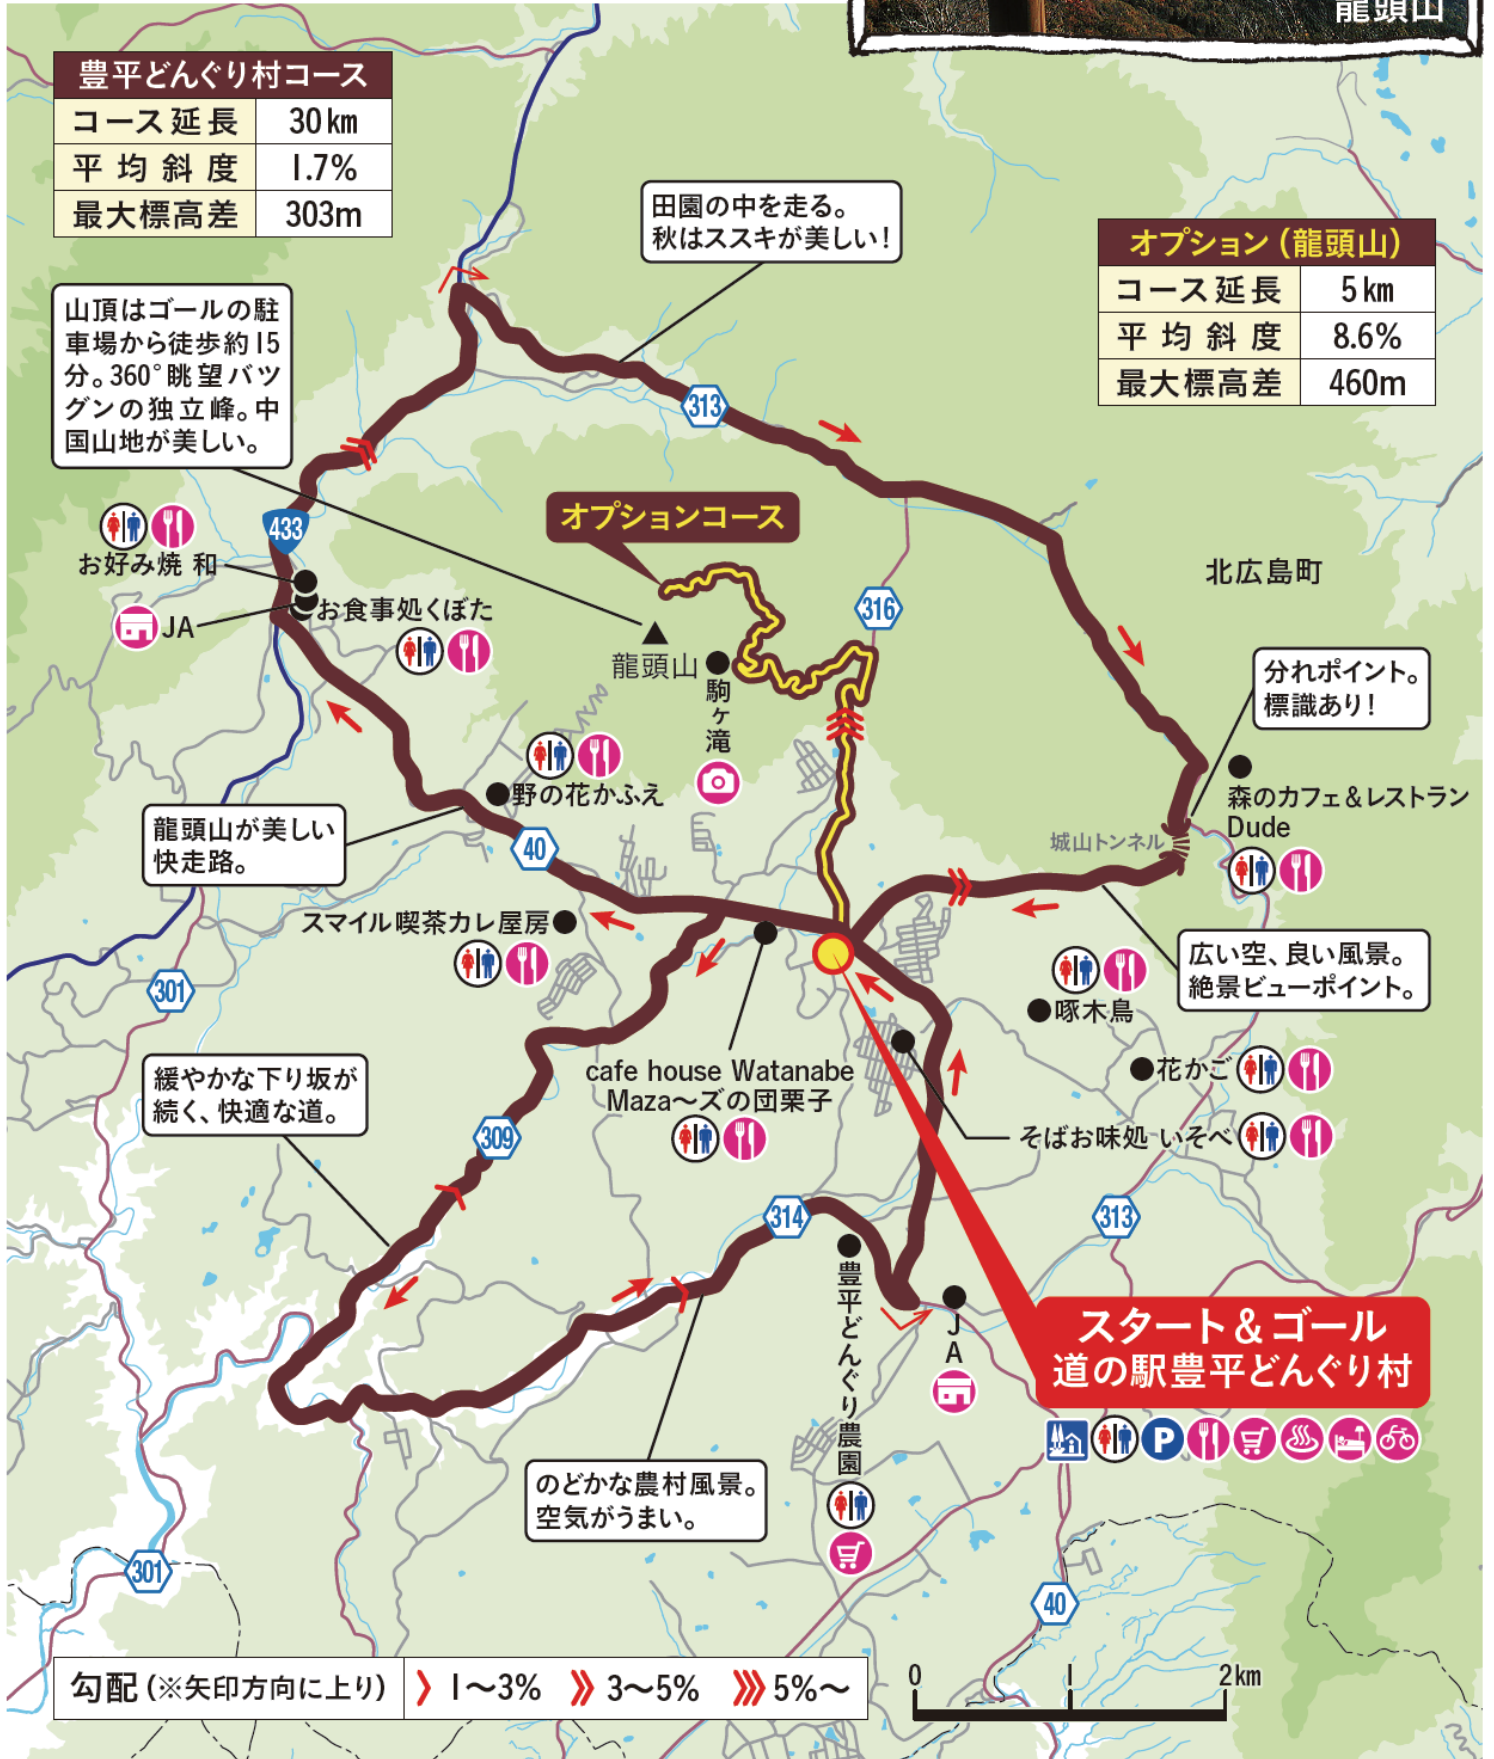 龍頭山
豊平どんぐり村コース
コース延長 30km
平均斜度 1.7%
最大標高差 303m
田園の中を走る。
秋はススキが美しい!
オプション(龍頭山)
コース延長 5km
平均斜度 8.6%
最大標高差 460m
山頂はゴールの駐
車場から徒歩約15
分。360°眺望バツ
グンの独立峰。中
国山地が美しい。
313
オプションコース
433
お好み焼 和
JA
お食事処くぼた
316
北広島町
龍頭山
駒ヶ滝
分れポイント。
標識あり!
野の花かふえ
森のカフェ&レストラン
Dude
龍頭山が美しい
快走路。
40
城山トンネル
スマイル喫茶カレ屋房
広い空、良い風景。
絶景ビューポイント。
301
啄木鳥
緩やかな下り坂が
続く、快適な道。
cafe house Watanabe
Maza〜ズの団栗子
花かご
309
そばお味処 いそべ
314
313
豊平どんぐり農園
JA
スタート&ゴール
道の駅豊平どんぐり村
P
のどかな農村風景。
空気がうまい。
301
40
勾配(※矢印方向に上り) 1〜3% 3〜5% 5%〜
0 1 2km